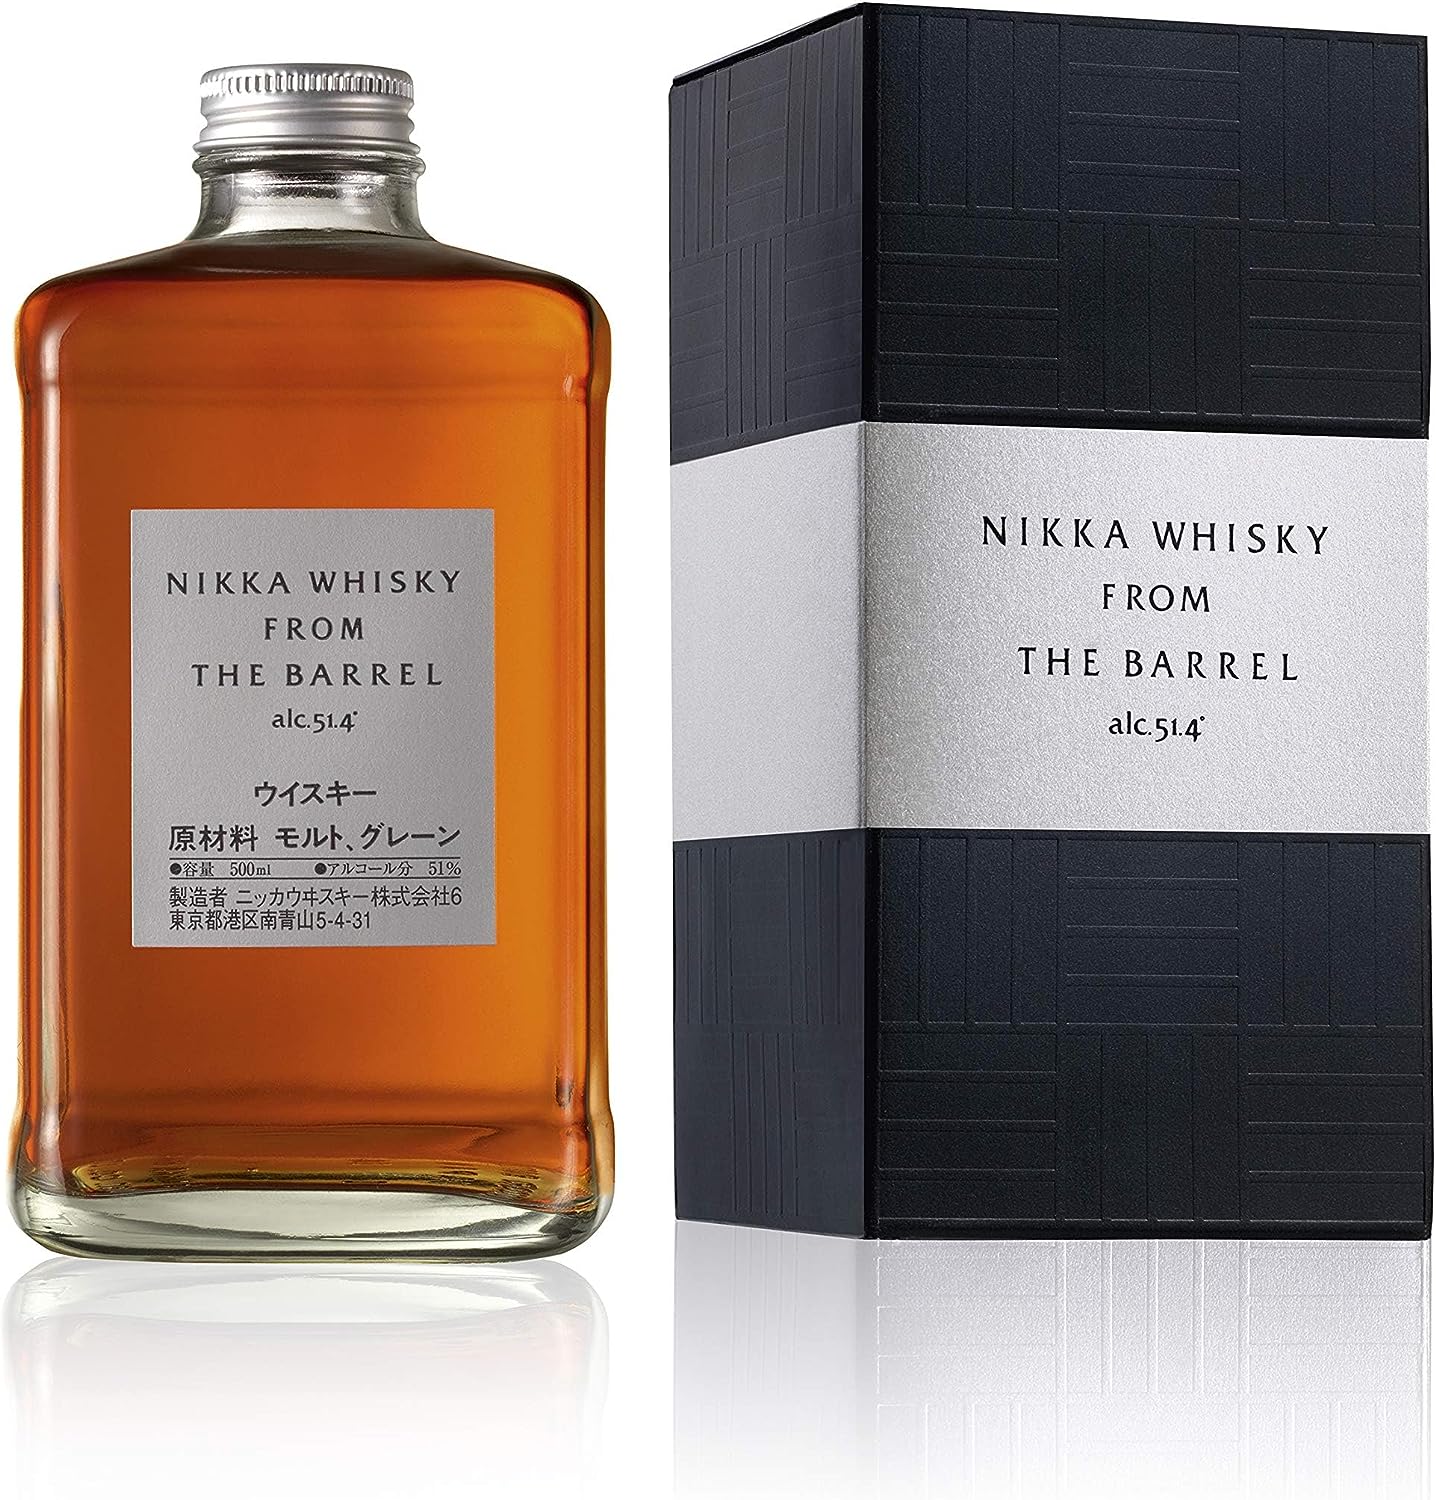 NIKKA WHISKY
FROM
THE BARREL
alc.51.4°
ウイスキー
原材料 モルト、グレーン
●容量 500ml ●アルコール分 51%
製造者 ニッカウヰスキー株式会社6
東京都港区南青山5-4-31
NIKKA WHISKY
FROM
THE BARREL
alc.51.4°